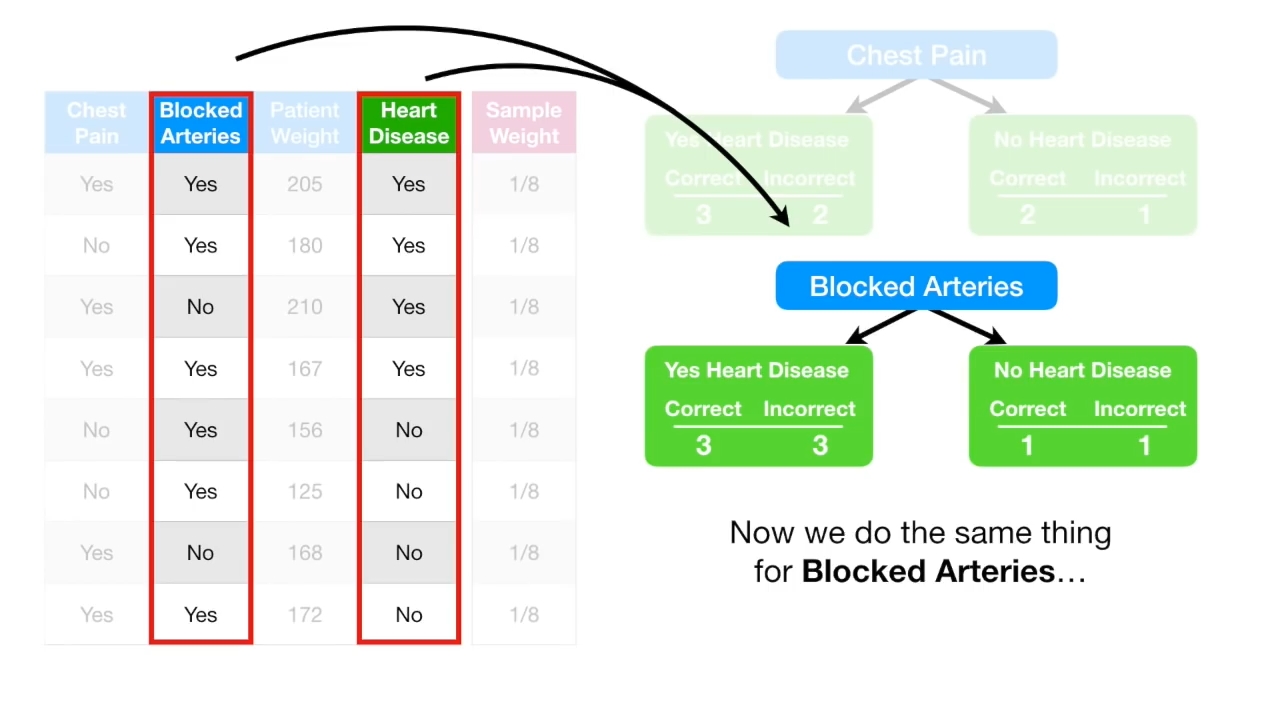 Chest Pain
Chest Blocked Patient Heart Sample
Pain Arteries Weight Disease Weight
Yes Yes 205 Yes 1/8
No Yes 180 Yes 1/8
Yes No 210 Yes 1/8
Yes Yes 167 Yes 1/8
No Yes 156 No 1/8
No Yes 125 No 1/8
Yes No 168 No 1/8
Yes Yes 172 No 1/8
Yes Heart Disease
Correct Incorrect
3 2
No Heart Disease
Correct Incorrect
2 1
Blocked Arteries
Yes Heart Disease
Correct Incorrect
3 3
No Heart Disease
Correct Incorrect
1 1
Now we do the same thing
for Blocked Arteries...